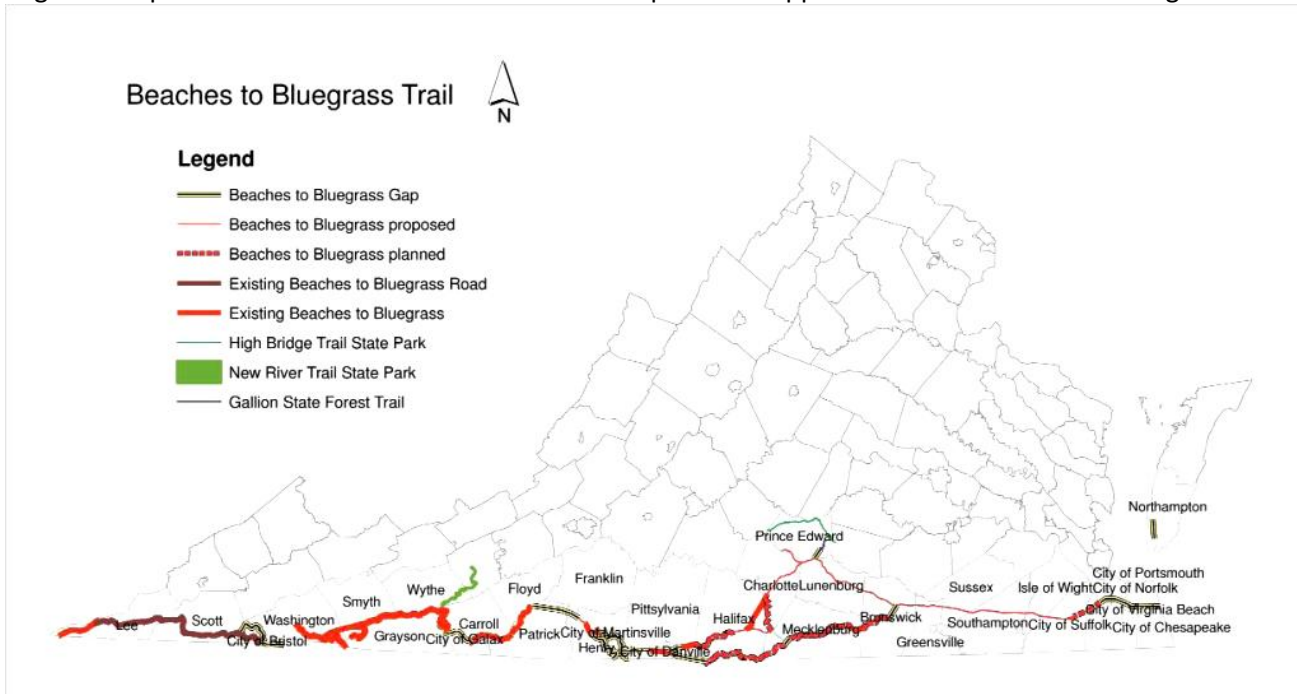 Beaches to Bluegrass Trail
N
Legend
Beaches to Bluegrass Gap
Beaches to Bluegrass proposed
Beaches to Bluegrass planned
Existing Beaches to Bluegrass Road
Existing Beaches to Bluegrass
High Bridge Trail State Park
New River Trail State Park
Gallion State Forest Trail
Northampton
Prince Edward
City of Portsmouth
Franklin
Charlotte
Lunenburg
Sussex
Isle of Wight
City of Norfolk
Wythe
Floyd
Smyth
Pittsylvania
City of Virginia Beach
Lee
Scott
Washington
Carroll
Halifax
Brunswick
Southampton
City of Suffolk
City of Chesapeake
Grayson
City of Galax
Patrick
City of Martinsville
Mecklenburg
City of Bristol
Henry
City of Danville
Greensville